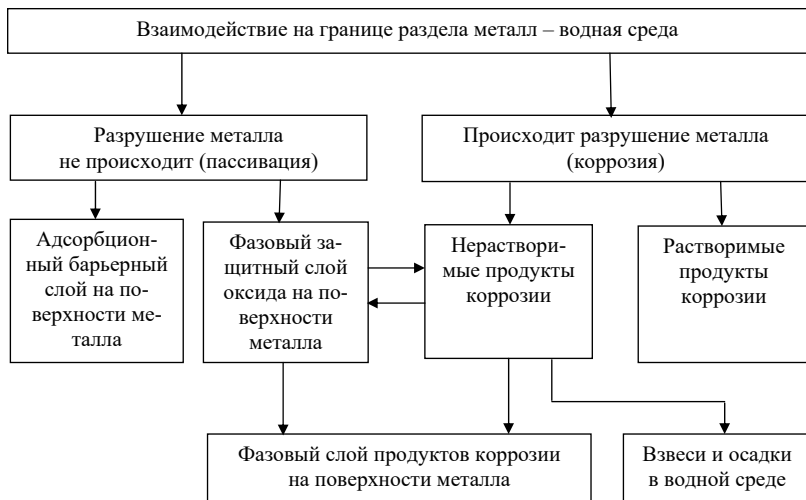 Взаимодействие на границе раздела металл – водная среда
Разрушение металла
не происходит (пассивация)
Происходит разрушение металла
(коррозия)
Адсорбцион-
ный барьерный
слой на по-
верхности ме-
талла
Фазовый за-
щитный слой
оксида на по-
верхности
металла
Нераствори-
мые продукты
коррозии
Растворимые
продукты
коррозии
Фазовый слой продуктов коррозии
на поверхности металла
Взвеси и осадки
в водной среде